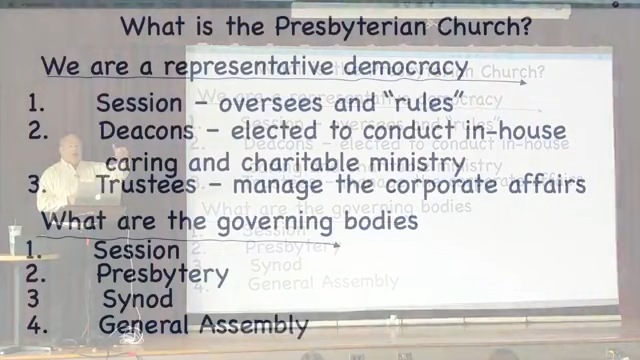 What is the Presbyterian Church?
We are a representative democracy
1. Session – oversees and “rules”
2. Deacons – elected to conduct in-house
caring and charitable ministry
3. Trustees – manage the corporate affairs
What are the governing bodies
1. Session
2. Presbytery
3 Synod
4. General Assembly